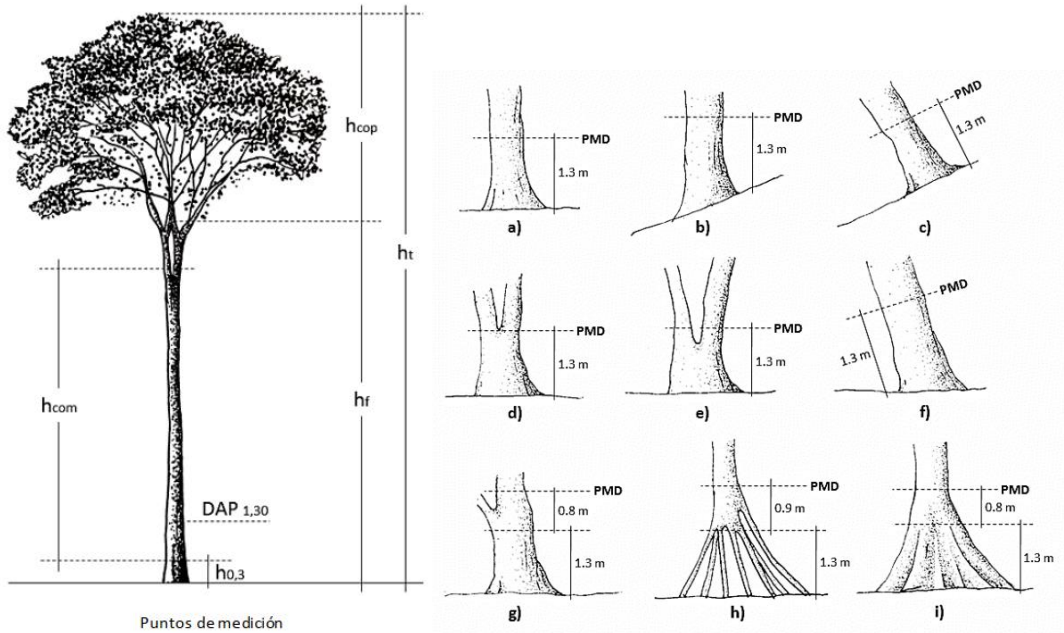 hcop
ht
hcom
hf
DAP 1,30
h0,3
Puntos de medición
PMD
1.3 m
a)
PMD
1.3 m
b)
PMD
1.3 m
c)
PMD
1.3 m
d)
PMD
1.3 m
e)
PMD
1.3 m
f)
PMD
0.8 m
1.3 m
g)
PMD
0.9 m
1.3 m
h)
PMD
0.8 m
1.3 m
i)